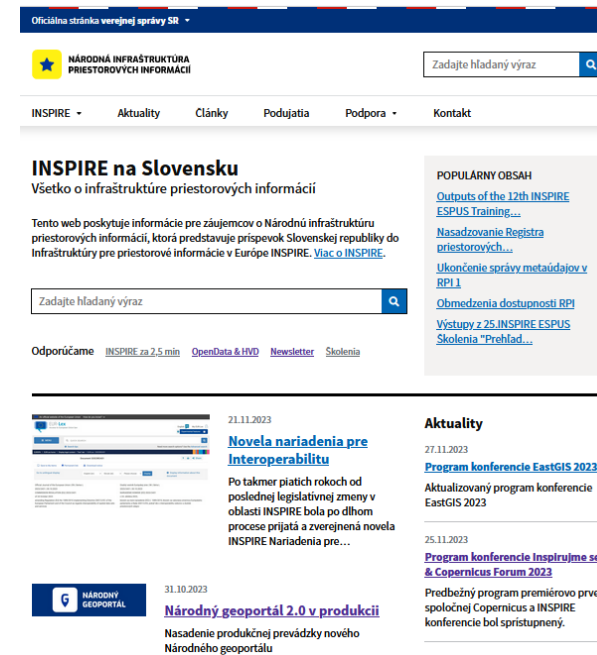 Oficiálna stránka verejnej správy SR
NÁRODNÁ INFRAŠTRUKTÚRA
PRIESTOROVÝCH INFORMÁCIÍ
Zadajte hľadaný výraz
INSPIRE
Aktuality
Články
Podujatia
Podpora
Kontakt
INSPIRE na Slovensku
Všetko o infraštruktúre priestorových informácií
Tento web poskytuje informácie pre záujemcov o Národnú infraštruktúru
priestorových informácií, ktorá predstavuje príspevok Slovenskej republiky do
Infraštruktúry pre priestorové informácie v Európe INSPIRE. Viac o INSPIRE.
Zadajte hľadaný výraz
Odporúčame INSPIRE za 2,5 min OpenData & HVD Newsletter Školenia
POPULÁRNY OBSAH
Outputs of the 12th INSPIRE
ESPUS Training...
Nasadzovanie Registra
priestorových...
Ukončenie správy metaúdajov v
RPI 1
Obmedzenia dostupnosti RPI
Výstupy z 25.INSPIRE ESPUS
Školenia "Prehľad...
21.11.2023
Novela nariadenia pre
Interoperabilitu
Po takmer piatich rokoch od
poslednej legislatívnej zmeny v
oblasti INSPIRE bola po dlhom
procese prijatá a zverejnená novela
INSPIRE Nariadenia pre...
NÁRODNÝ
GEOPORTÁL
31.10.2023
Národný geoportál 2.0 v produkcii
Nasadenie produkčnej prevádzky nového
Národného geoportálu
Aktuality
27.11.2023
Program konferencie EastGIS 2023
Aktualizovaný program konferencie
EastGIS 2023
25.11.2023
Program konferencie Inspirujme se
& Copernicus Forum 2023
Predbežný program premiérovo prve
spoločnej Copernicus a INSPIRE
konferencie bol sprístupnený.